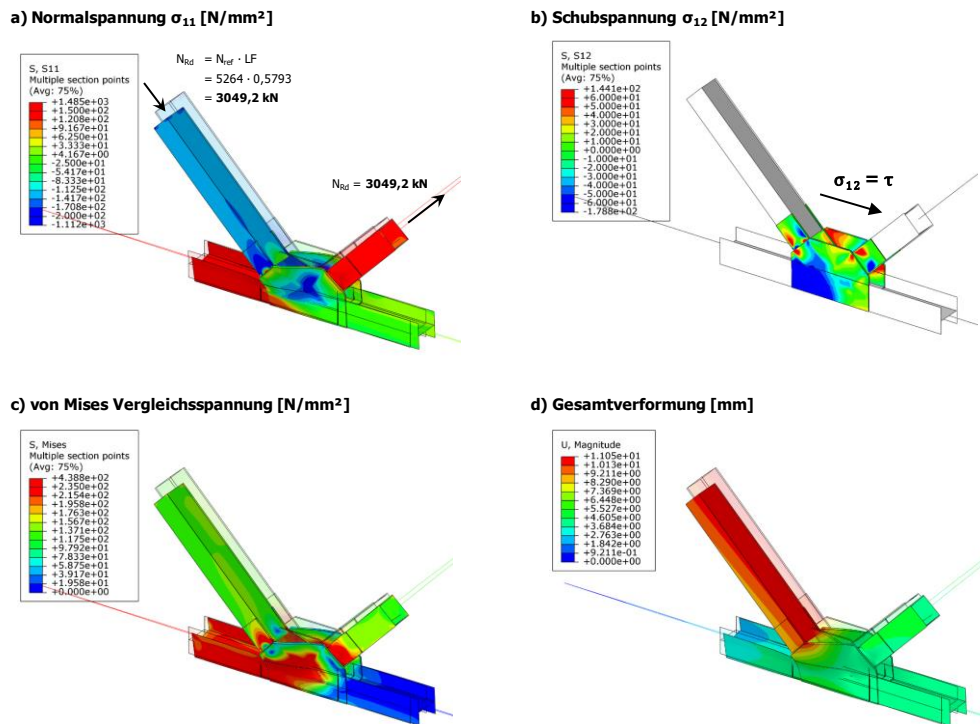 a) Normalspannung σ₁₁ [N/mm²]
S, S11
Multiple section points
(Avg: 75%)
+1.485e+03
+1.500e+02
+1.208e+02
+9.167e+01
+6.250e+01
+3.333e+01
+4.167e+00
-2.500e+01
-5.417e+01
-8.333e+01
-1.125e+02
-1.417e+02
-1.708e+02
-2.000e+02
-1.112e+03
N_Rd = N_ref · LF
= 5264 · 0,5793
= 3049,2 kN
N_Rd = 3049,2 kN
b) Schubspannung σ₁₂ [N/mm²]
S, S12
Multiple section points
(Avg: 75%)
+1.441e+02
+6.000e+01
+5.000e+01
+4.000e+01
+3.000e+01
+2.000e+01
+1.000e+01
+0.000e+00
-1.000e+01
-2.000e+01
-3.000e+01
-4.000e+01
-5.000e+01
-6.000e+01
-1.788e+02
σ₁₂ = τ
c) von Mises Vergleichsspannung [N/mm²]
S, Mises
Multiple section points
(Avg: 75%)
+4.388e+02
+2.350e+02
+2.154e+02
+1.958e+02
+1.763e+02
+1.567e+02
+1.371e+02
+1.175e+02
+9.792e+01
+7.833e+01
+5.875e+01
+3.917e+01
+1.958e+01
+0.000e+00
d) Gesamtverformung [mm]
U, Magnitude
+1.105e+01
+1.013e+01
+9.211e+00
+8.290e+00
+7.369e+00
+6.448e+00
+5.527e+00
+4.605e+00
+3.684e+00
+2.763e+00
+1.842e+00
+9.211e-01
+0.000e+00